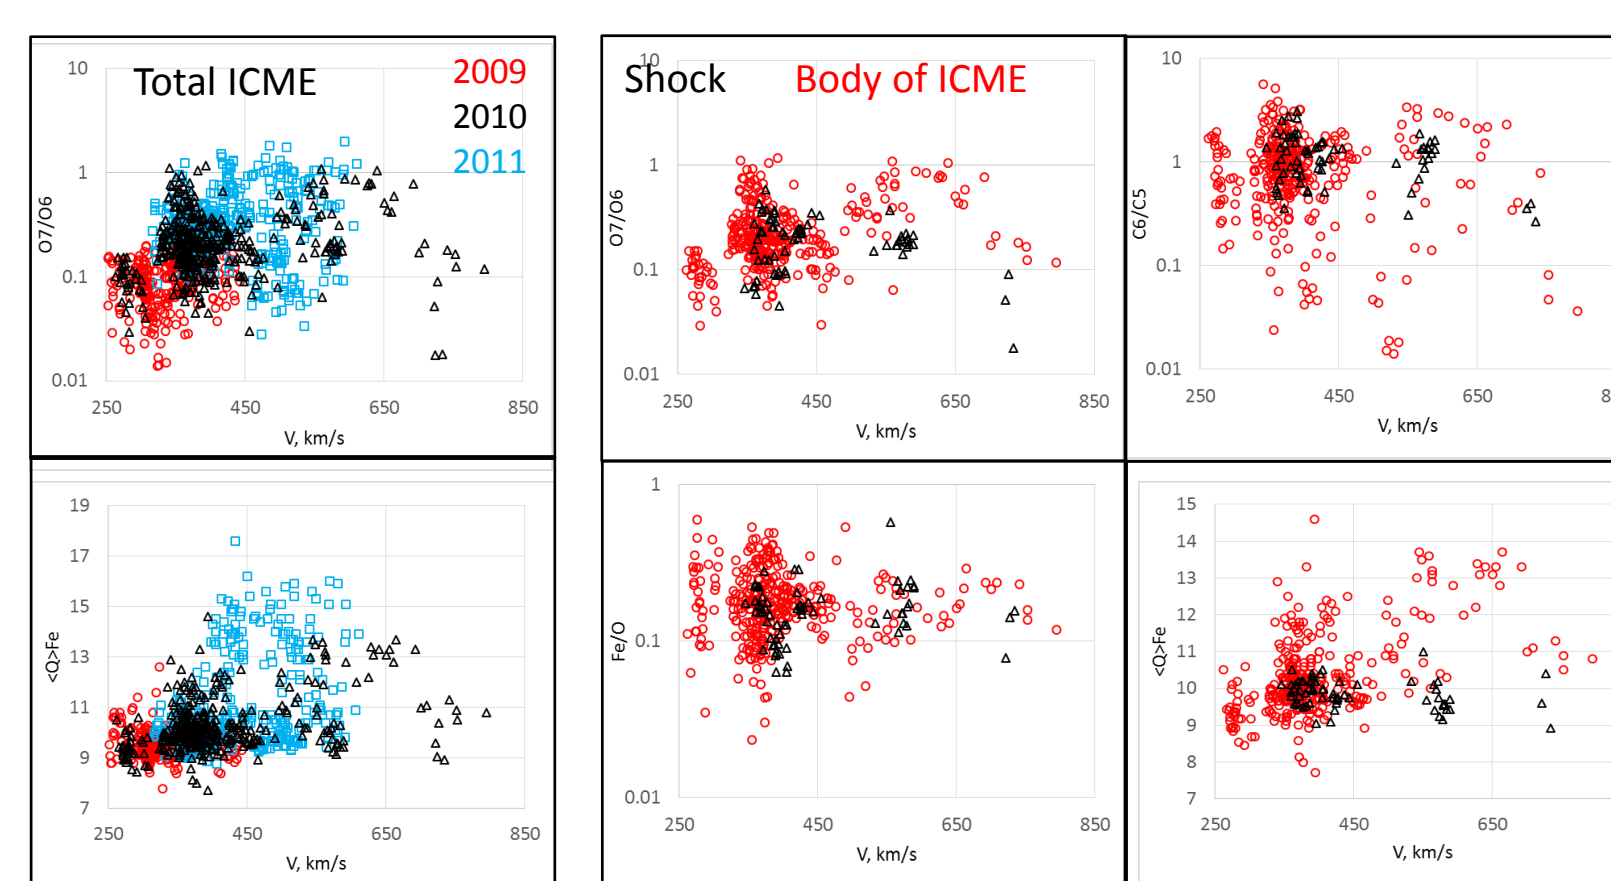 Total ICME
2009
2010
2011
10
1
0.1
0.01
O7/O6
250 450 650 850
V, km/s
Shock
Body of ICME
10
1
0.1
0.01
O7/O6
250 450 650 850
V, km/s
10
1
0.1
0.01
C6/C5
250 450 650 8
V, km/s
19
17
15
13
11
9
7
<Q>Fe
250 450 650 850
V, km/s
1
0.1
0.01
Fe/O
250 450 650 850
V, km/s
15
14
13
12
11
10
9
8
7
<Q>Fe
250 450 650
V, km/s